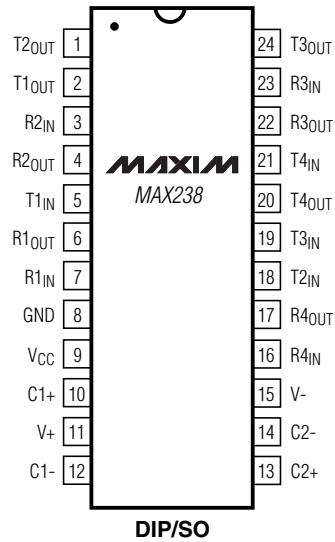 T2OUT 1 24 T3OUT
T1OUT 2 23 R3IN
R2IN 3 22 R3OUT
R2OUT 4 MAXIM 21 T4IN
T1IN 5 MAX238 20 T4OUT
R1OUT 6 19 T3IN
R1IN 7 18 T2IN
GND 8 17 R4OUT
VCC 9 16 R4IN
C1+ 10 15 V-
V+ 11 14 C2-
C1- 12 13 C2+
DIP/SO